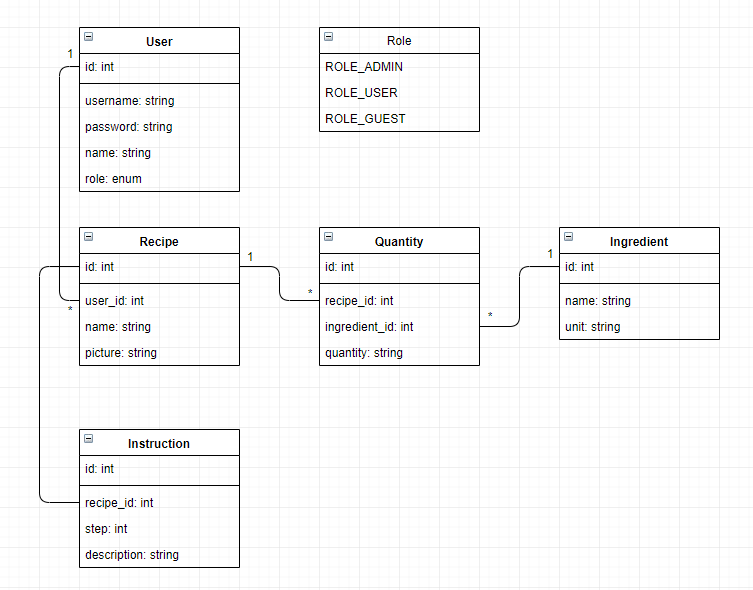 User
1
id: int
username: string
password: string
name: string
role: enum
Role
ROLE_ADMIN
ROLE_USER
ROLE_GUEST
Recipe
id: int
user_id: int
*
name: string
picture: string
1
*
Quantity
id: int
recipe_id: int
ingredient_id: int
quantity: string
*
1
Ingredient
id: int
name: string
unit: string
Instruction
id: int
recipe_id: int
step: int
description: string